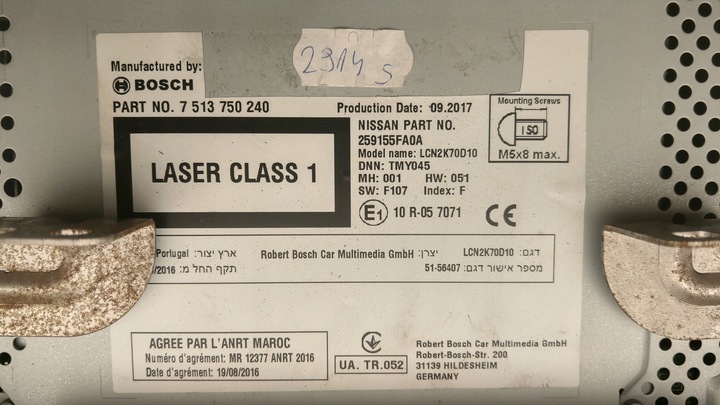 2914 S
Manufactured by:
BOSCH
PART NO. 7 513 750 240
LASER CLASS 1
Production Date: 09.2017
NISSAN PART NO.
259155FA0A
Model name: LCN2K70D10
DNN: TMY045
MH: 001 HW: 051
SW: F107 Index: F
E1 10 R-05 7071
CE
Mounting Screws
ISO
M5x8 max.
דגם: LCN2K70D10 יצרן: Robert Bosch Car Multimedia GmbH ארץ יצור: Portugal
מספר אישור דגם: 51-56407 תקף החל מ: /2016
AGREE PAR L'ANRT MAROC
Numéro d'agrément: MR 12377 ANRT 2016
Date d'agrément: 19/08/2016
UA. TR.052
Robert Bosch Car Multimedia GmbH
Robert-Bosch-Str. 200
31139 HILDESHEIM
GERMANY